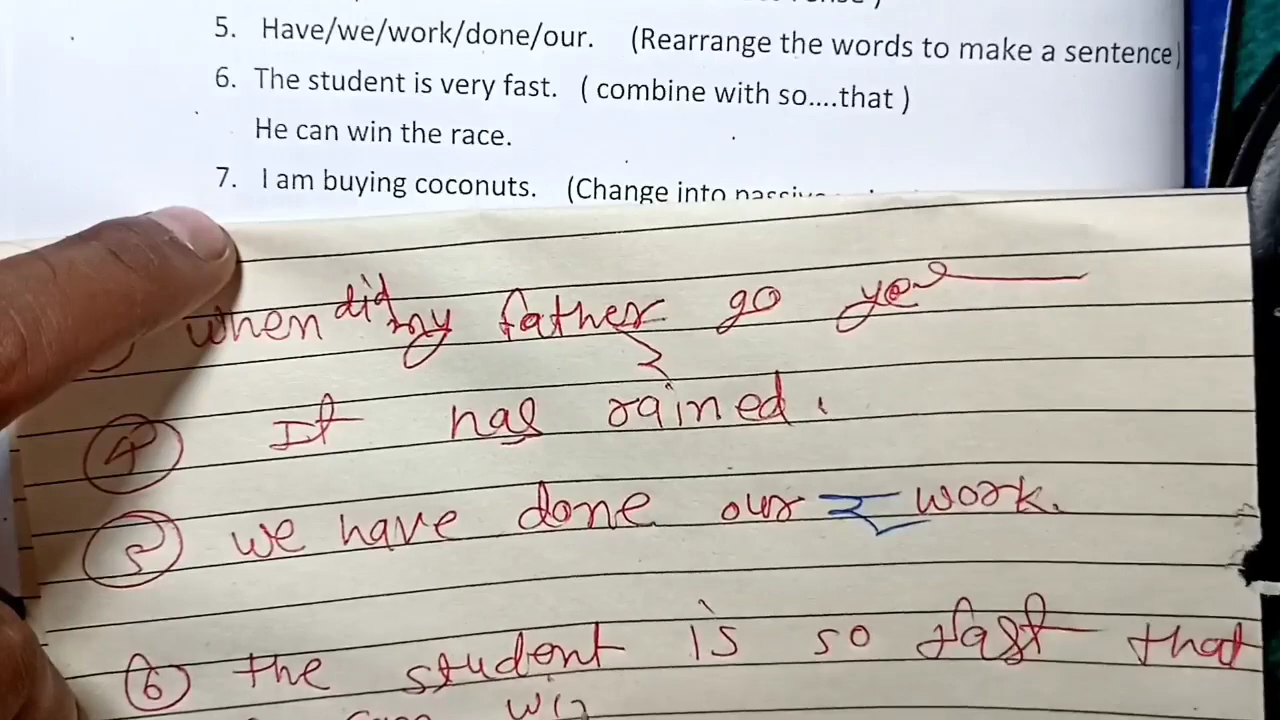 5. Have/we/work/done/our. (Rearrange the words to make a sentence)
6. The student is very fast. ( combine with so....that )
He can win the race.
7. I am buying coconuts. (Change into passive
when did my father go
4 It has rained.
5 we have done our work.
6 the student is so fast that
win